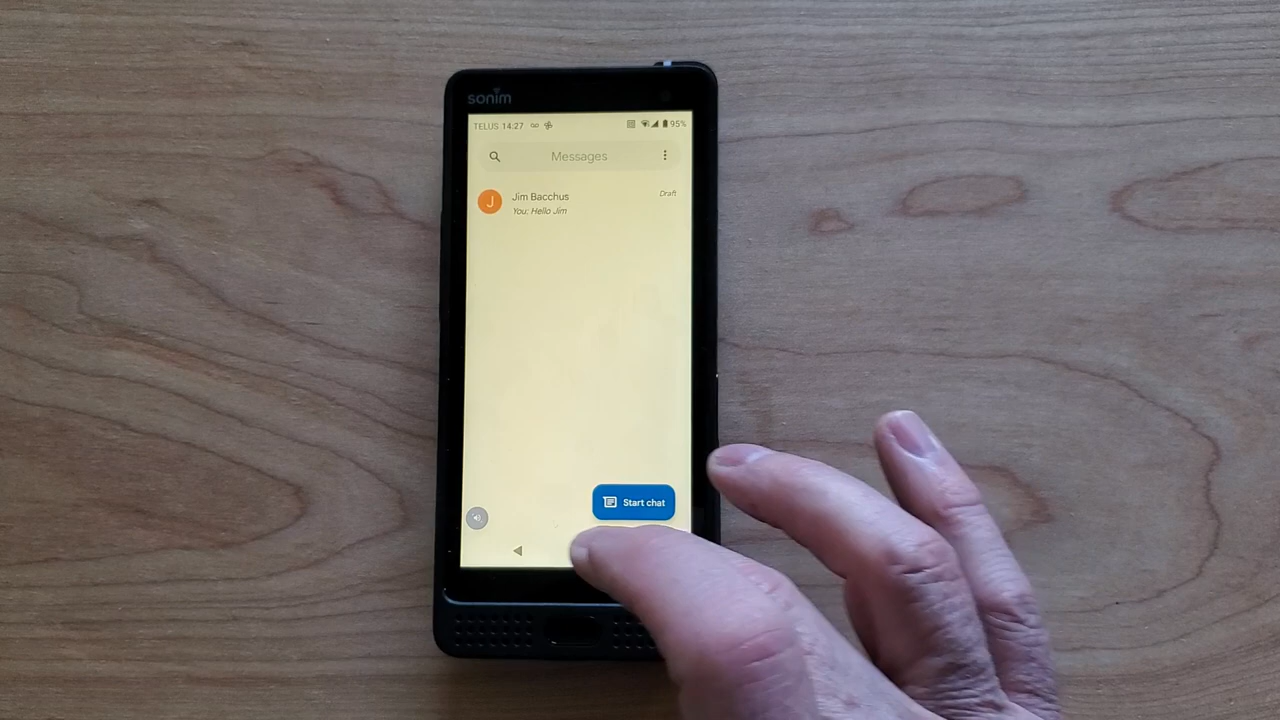 sonim
TELUS 14:27 95%
Messages
J Jim Bacchus Draft
You: Hello Jim
Start chat